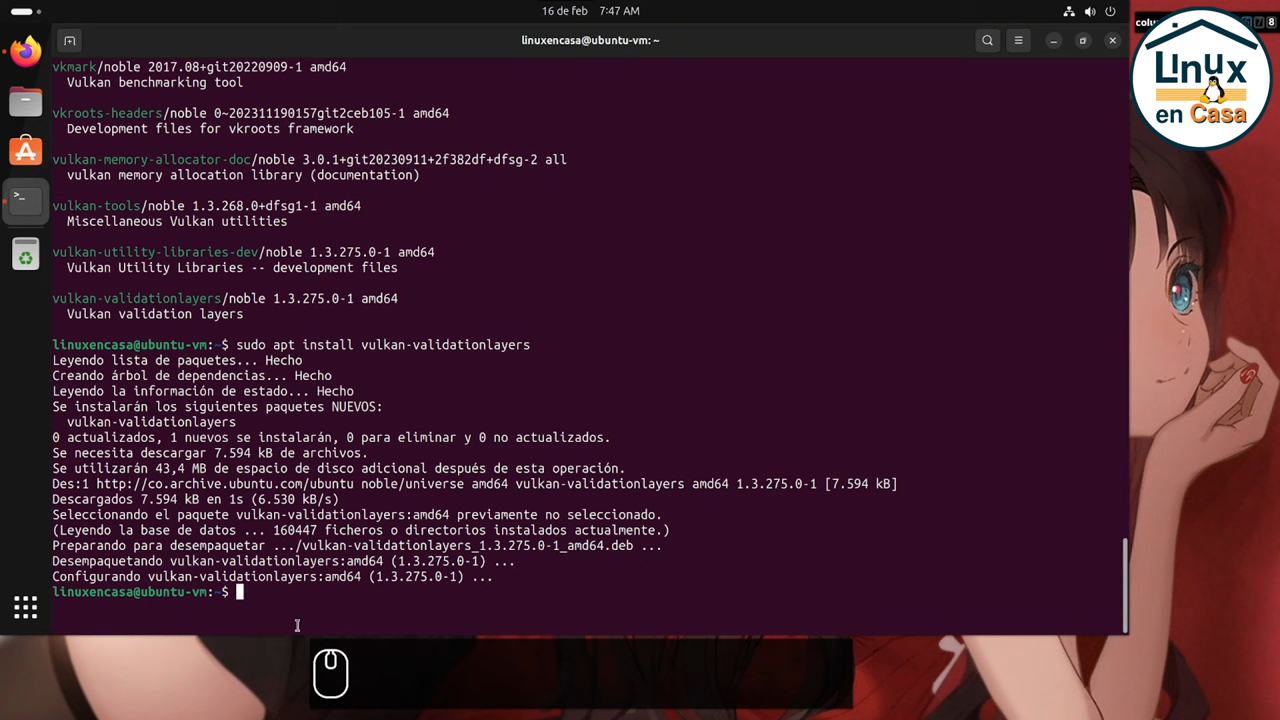 16 de feb 7:47 AM
linuxencasa@ubuntu-vm: ~
vkmark/noble 2017.08+git20220909-1 amd64
Vulkan benchmarking tool
vkroots-headers/noble 0~202311190157git2ceb105-1 amd64
Development files for vkroots framework
vulkan-memory-allocator-doc/noble 3.0.1+git20230911+2f382df+dfsg-2 all
vulkan memory allocation library (documentation)
vulkan-tools/noble 1.3.268.0+dfsg1-1 amd64
Miscellaneous Vulkan utilities
vulkan-utility-libraries-dev/noble 1.3.275.0-1 amd64
Vulkan Utility Libraries -- development files
vulkan-validationlayers/noble 1.3.275.0-1 amd64
Vulkan validation layers
linuxencasa@ubuntu-vm:~$ sudo apt install vulkan-validationlayers
Leyendo lista de paquetes... Hecho
Creando árbol de dependencias... Hecho
Leyendo la información de estado... Hecho
Se instalarán los siguientes paquetes NUEVOS:
vulkan-validationlayers
0 actualizados, 1 nuevos se instalarán, 0 para eliminar y 0 no actualizados.
Se necesita descargar 7.594 kB de archivos.
Se utilizarán 43,4 MB de espacio de disco adicional después de esta operación.
Des:1 http://co.archive.ubuntu.com/ubuntu noble/universe amd64 vulkan-validationlayers amd64 1.3.275.0-1 [7.594 kB]
Descargados 7.594 kB en 1s (6.530 kB/s)
Seleccionando el paquete vulkan-validationlayers:amd64 previamente no seleccionado.
(Leyendo la base de datos ... 160447 ficheros o directorios instalados actualmente.)
Preparando para desempaquetar .../vulkan-validationlayers_1.3.275.0-1_amd64.deb ...
Desempaquetando vulkan-validationlayers:amd64 (1.3.275.0-1) ...
Configurando vulkan-validationlayers:amd64 (1.3.275.0-1) ...
linuxencasa@ubuntu-vm:~$
Linux
en Casa
8